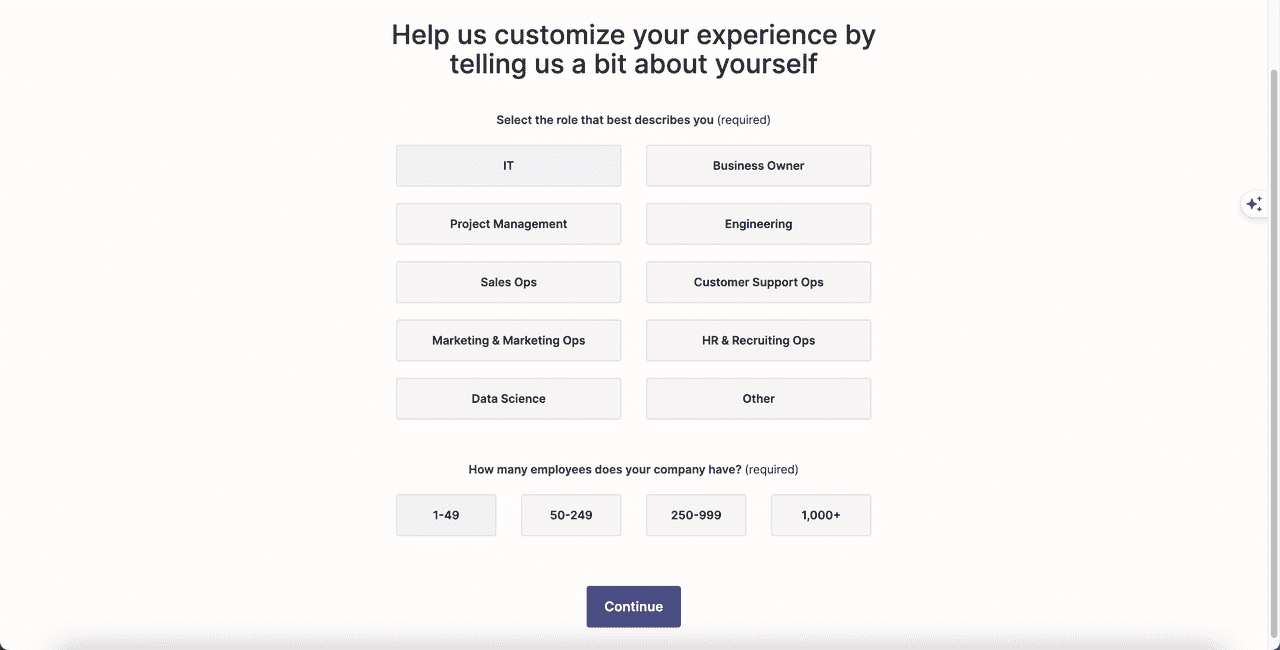 Help us customize your experience by
telling us a bit about yourself
Select the role that best describes you (required)
IT
Business Owner
Project Management
Engineering
Sales Ops
Customer Support Ops
Marketing & Marketing Ops
HR & Recruiting Ops
Data Science
Other
How many employees does your company have? (required)
1-49
50-249
250-999
1,000+
Continue